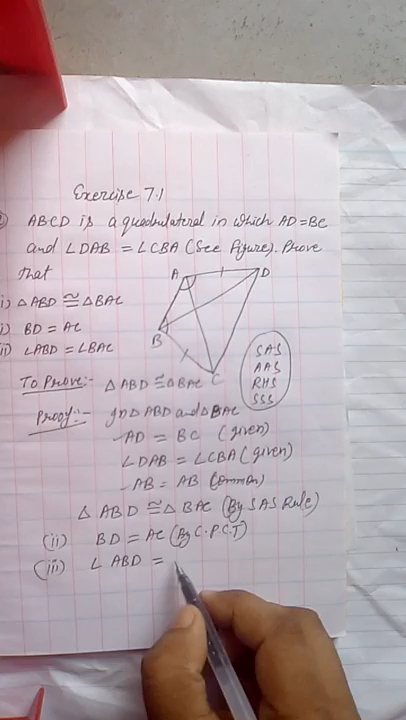 Exercise 7.1
ABCD is a quadrilateral in which AD = BC
and ∠DAB = ∠CBA (See figure). Prove
that
i) △ABD ≅ △BAC
i) BD = AC
ii) ∠ABD = ∠BAC
A D
B
C
SAS
AAS
RHS
SSS
To Prove:- △ABD ≅ △BAC
Proof:- In △ABD and △BAC
AD = BC (given)
∠DAB = ∠CBA (given)
AB = AB (Common)
△ABD ≅ △BAC (By SAS Rule)
(ii) BD = AC (By C.P.C.T)
(iii) ∠ABD =